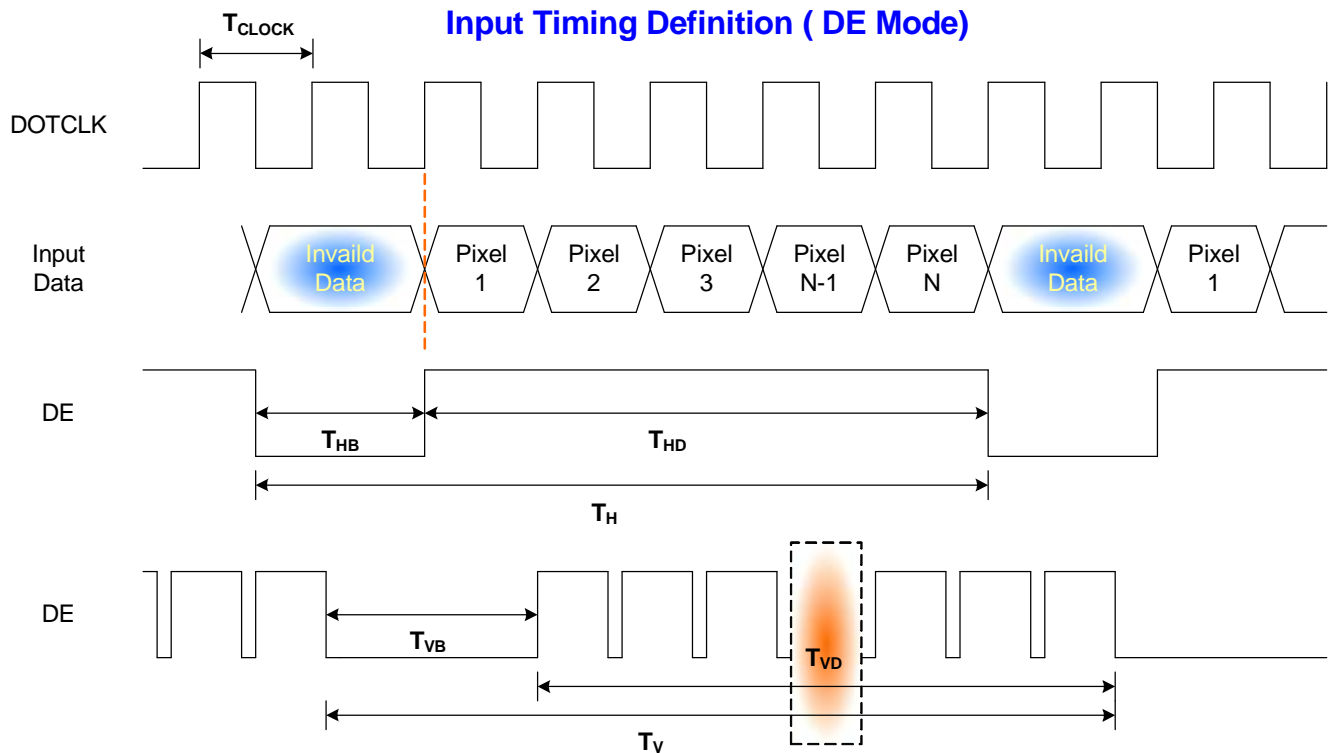 Input Timing Definition ( DE Mode)
TCLOCK
DOTCLK
Input
Data
Invaild
Data
Pixel
1
Pixel
2
Pixel
3
Pixel
N-1
Pixel
N
Invaild
Data
Pixel
1
DE
THB
THD
TH
DE
TVB
TVD
TV